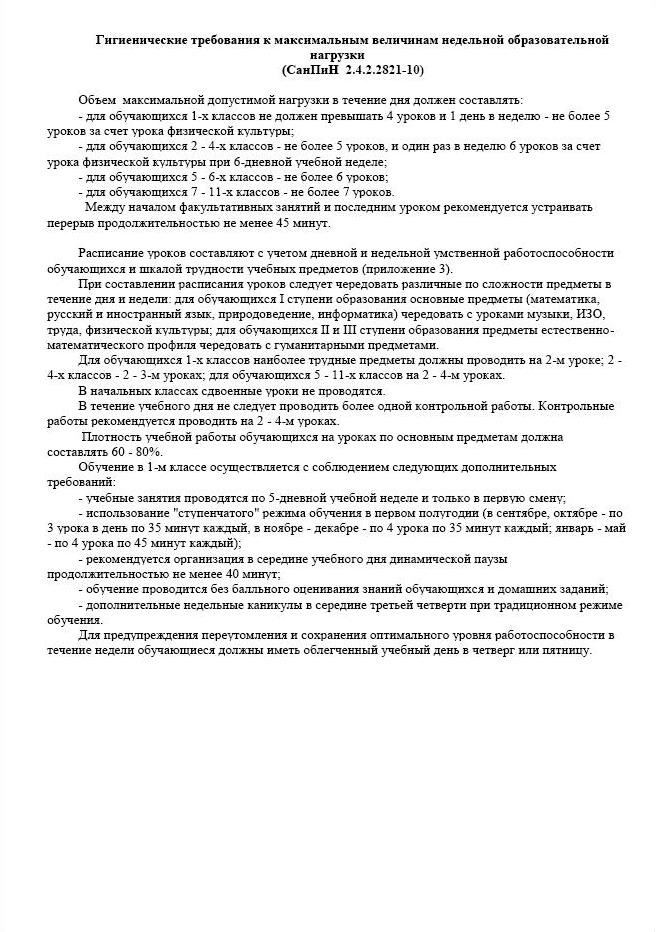 Гигиенические требования к максимальным величинам недельной образовательной
нагрузки
(СанПиН 2.4.2.2821-10)
Объем максимальной допустимой нагрузки в течение дня должен составлять:
- для обучающихся 1-х классов не должен превышать 4 уроков и 1 день в неделю - не более 5
уроков за счет урока физической культуры;
- для обучающихся 2 - 4-х классов - не более 5 уроков, и один раз в неделю 6 уроков за счет
урока физической культуры при 6-дневной учебной неделе;
- для обучающихся 5 - 6-х классов - не более 6 уроков;
- для обучающихся 7 - 11-х классов - не более 7 уроков.
Между началом факультативных занятий и последним уроком рекомендуется устраивать
перерыв продолжительностью не менее 45 минут.
Расписание уроков составляют с учетом дневной и недельной умственной работоспособности
обучающихся и шкалой трудности учебных предметов (приложение 3).
При составлении расписания уроков следует чередовать различные по сложности предметы в
течение дня и недели: для обучающихся I ступени образования основные предметы (математика,
русский и иностранный язык, природоведение, информатика) чередовать с уроками музыки, ИЗО,
труда, физической культуры; для обучающихся II и III ступени образования предметы естественно-
математического профиля чередовать с гуманитарными предметами.
Для обучающихся 1-х классов наиболее трудные предметы должны проводить на 2-м уроке; 2 -
4-х классов - 2 - 3-м уроках; для обучающихся 5 - 11-х классов на 2 - 4-м уроках.
В начальных классах сдвоенные уроки не проводятся.
В течение учебного дня не следует проводить более одной контрольной работы. Контрольные
работы рекомендуется проводить на 2 - 4-м уроках.
Плотность учебной работы обучающихся на уроках по основным предметам должна
составлять 60 - 80%.
Обучение в 1-м классе осуществляется с соблюдением следующих дополнительных
требований:
- учебные занятия проводятся по 5-дневной учебной неделе и только в первую смену;
- использование "ступенчатого" режима обучения в первом полугодии (в сентябре, октябре - по
3 урока в день по 35 минут каждый, в ноябре - декабре - по 4 урока по 35 минут каждый; январь - май
- по 4 урока по 45 минут каждый);
- рекомендуется организация в середине учебного дня динамической паузы
продолжительностью не менее 40 минут;
- обучение проводится без балльного оценивания знаний обучающихся и домашних заданий;
- дополнительные недельные каникулы в середине третьей четверти при традиционном режиме
обучения.
Для предупреждения переутомления и сохранения оптимального уровня работоспособности в
течение недели обучающиеся должны иметь облегченный учебный день в четверг или пятницу.